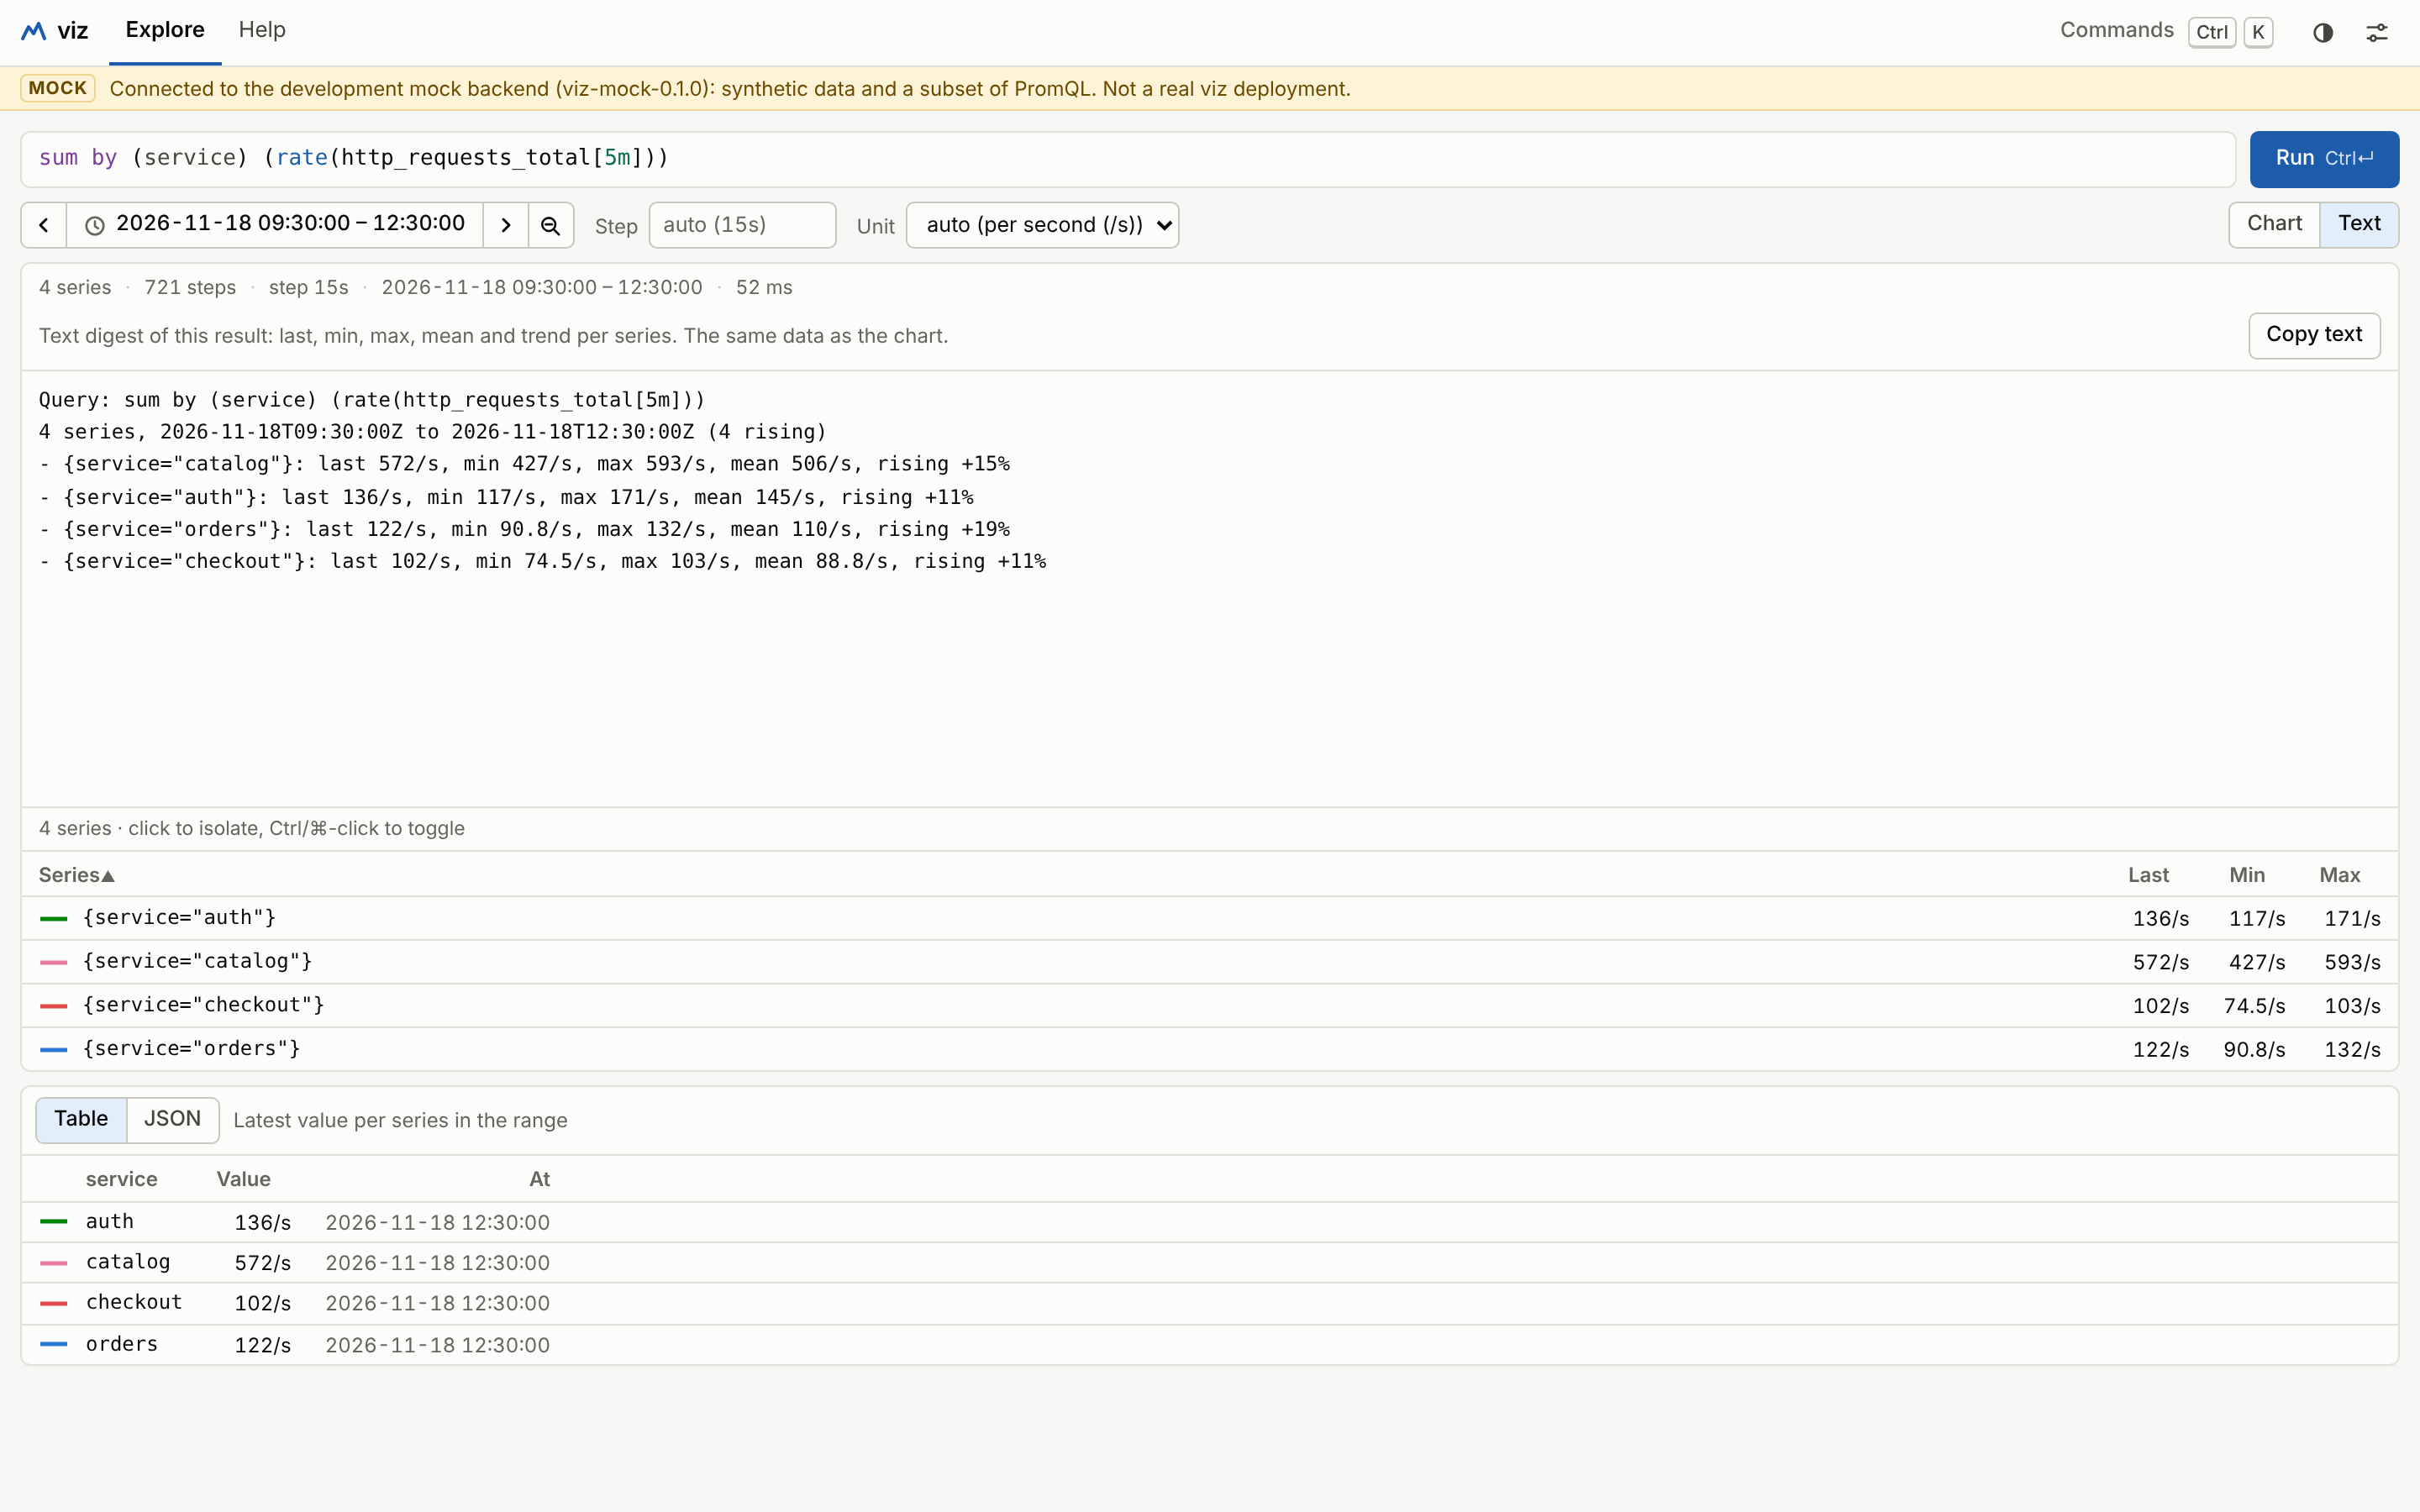 viz Explore Help Commands Ctrl K
MOCK Connected to the development mock backend (viz-mock-0.1.0): synthetic data and a subset of PromQL. Not a real viz deployment.
sum by (service) (rate(http_requests_total[5m])) Run Ctrl↵
2026-11-18 09:30:00 – 12:30:00 Step auto (15s) Unit auto (per second (/s)) Chart Text
4 series · 721 steps · step 15s · 2026-11-18 09:30:00 – 12:30:00 · 52 ms
Text digest of this result: last, min, max, mean and trend per series. The same data as the chart. Copy text
Query: sum by (service) (rate(http_requests_total[5m]))
4 series, 2026-11-18T09:30:00Z to 2026-11-18T12:30:00Z (4 rising)
- {service="catalog"}: last 572/s, min 427/s, max 593/s, mean 506/s, rising +15%
- {service="auth"}: last 136/s, min 117/s, max 171/s, mean 145/s, rising +11%
- {service="orders"}: last 122/s, min 90.8/s, max 132/s, mean 110/s, rising +19%
- {service="checkout"}: last 102/s, min 74.5/s, max 103/s, mean 88.8/s, rising +11%
4 series · click to isolate, Ctrl/⌘-click to toggle
Series▲ Last Min Max
{service="auth"} 136/s 117/s 171/s
{service="catalog"} 572/s 427/s 593/s
{service="checkout"} 102/s 74.5/s 103/s
{service="orders"} 122/s 90.8/s 132/s
Table JSON Latest value per series in the range
service Value At
auth 136/s 2026-11-18 12:30:00
catalog 572/s 2026-11-18 12:30:00
checkout 102/s 2026-11-18 12:30:00
orders 122/s 2026-11-18 12:30:00